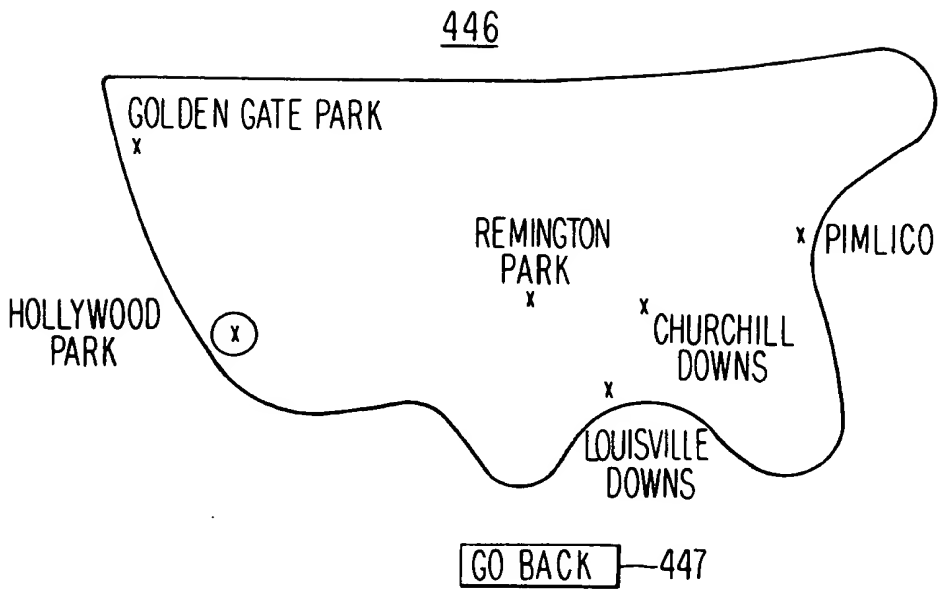 446
GOLDEN GATE PARK
x
REMINGTON
PARK
x
x PIMLICO
HOLLYWOOD
PARK
x
x
CHURCHILL
DOWNS
x
LOUISVILLE
DOWNS
GO BACK 447